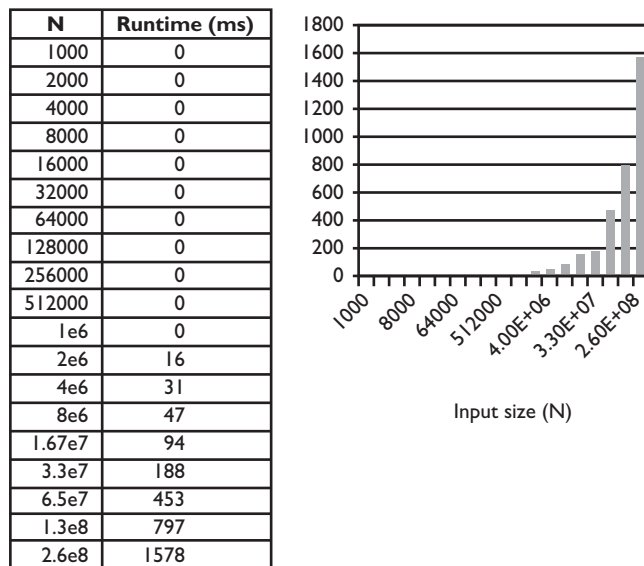 N Runtime (ms)
1000 0
2000 0
4000 0
8000 0
16000 0
32000 0
64000 0
128000 0
256000 0
512000 0
1e6 0
2e6 16
4e6 31
8e6 47
1.67e7 94
3.3e7 188
6.5e7 453
1.3e8 797
2.6e8 1578
1800
1600
1400
1200
1000
800
600
400
200
0
1000
8000
64000
512000
4.00E+06
3.30E+07
2.60E+08
Input size (N)